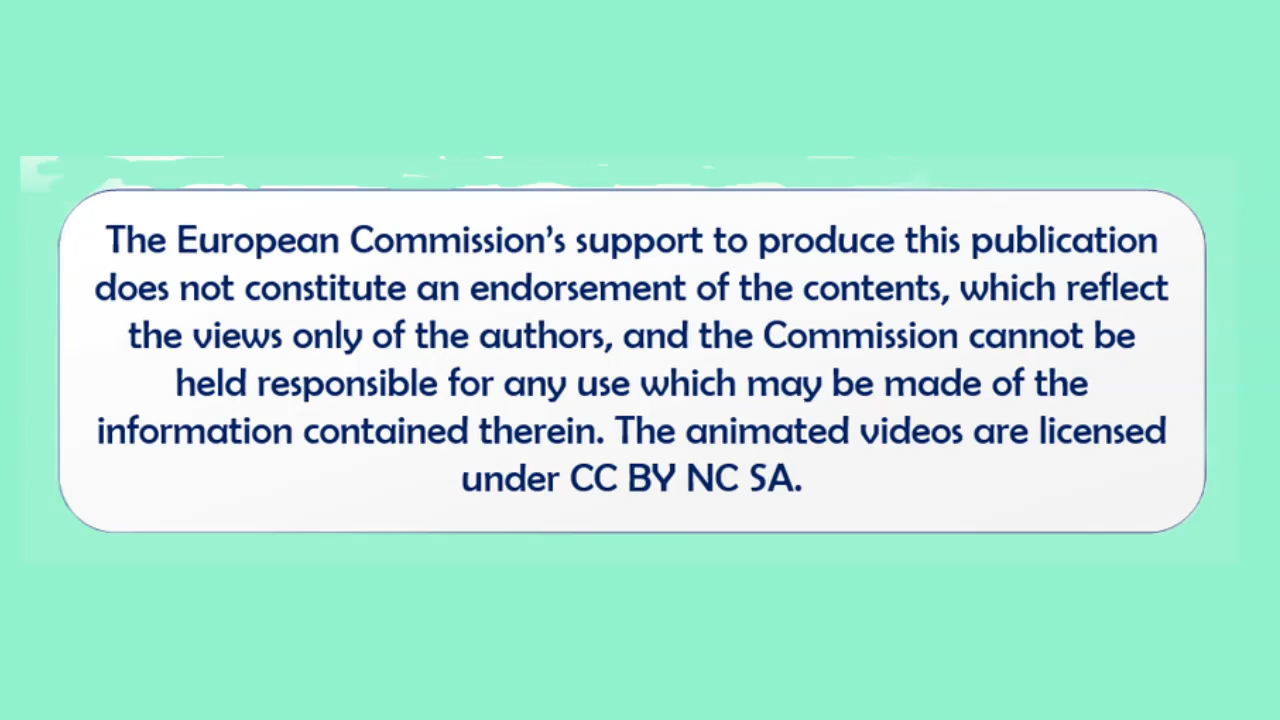 The European Commission’s support to produce this publication
does not constitute an endorsement of the contents, which reflect
the views only of the authors, and the Commission cannot be
held responsible for any use which may be made of the
information contained therein. The animated videos are licensed
under CC BY NC SA.